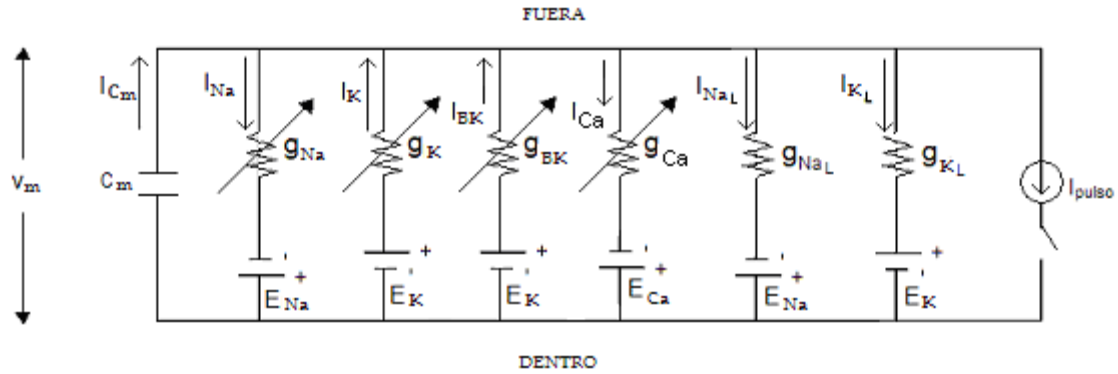 FUERA
I_Cm I_Na I_K I_BK I_Ca I_NaL I_KL
g_Na g_K g_BK g_Ca g_NaL g_KL
C_m
v_m
I_pulso
+ + +
+ + +
E_Na E_K E_K E_Ca E_Na E_K
DENTRO